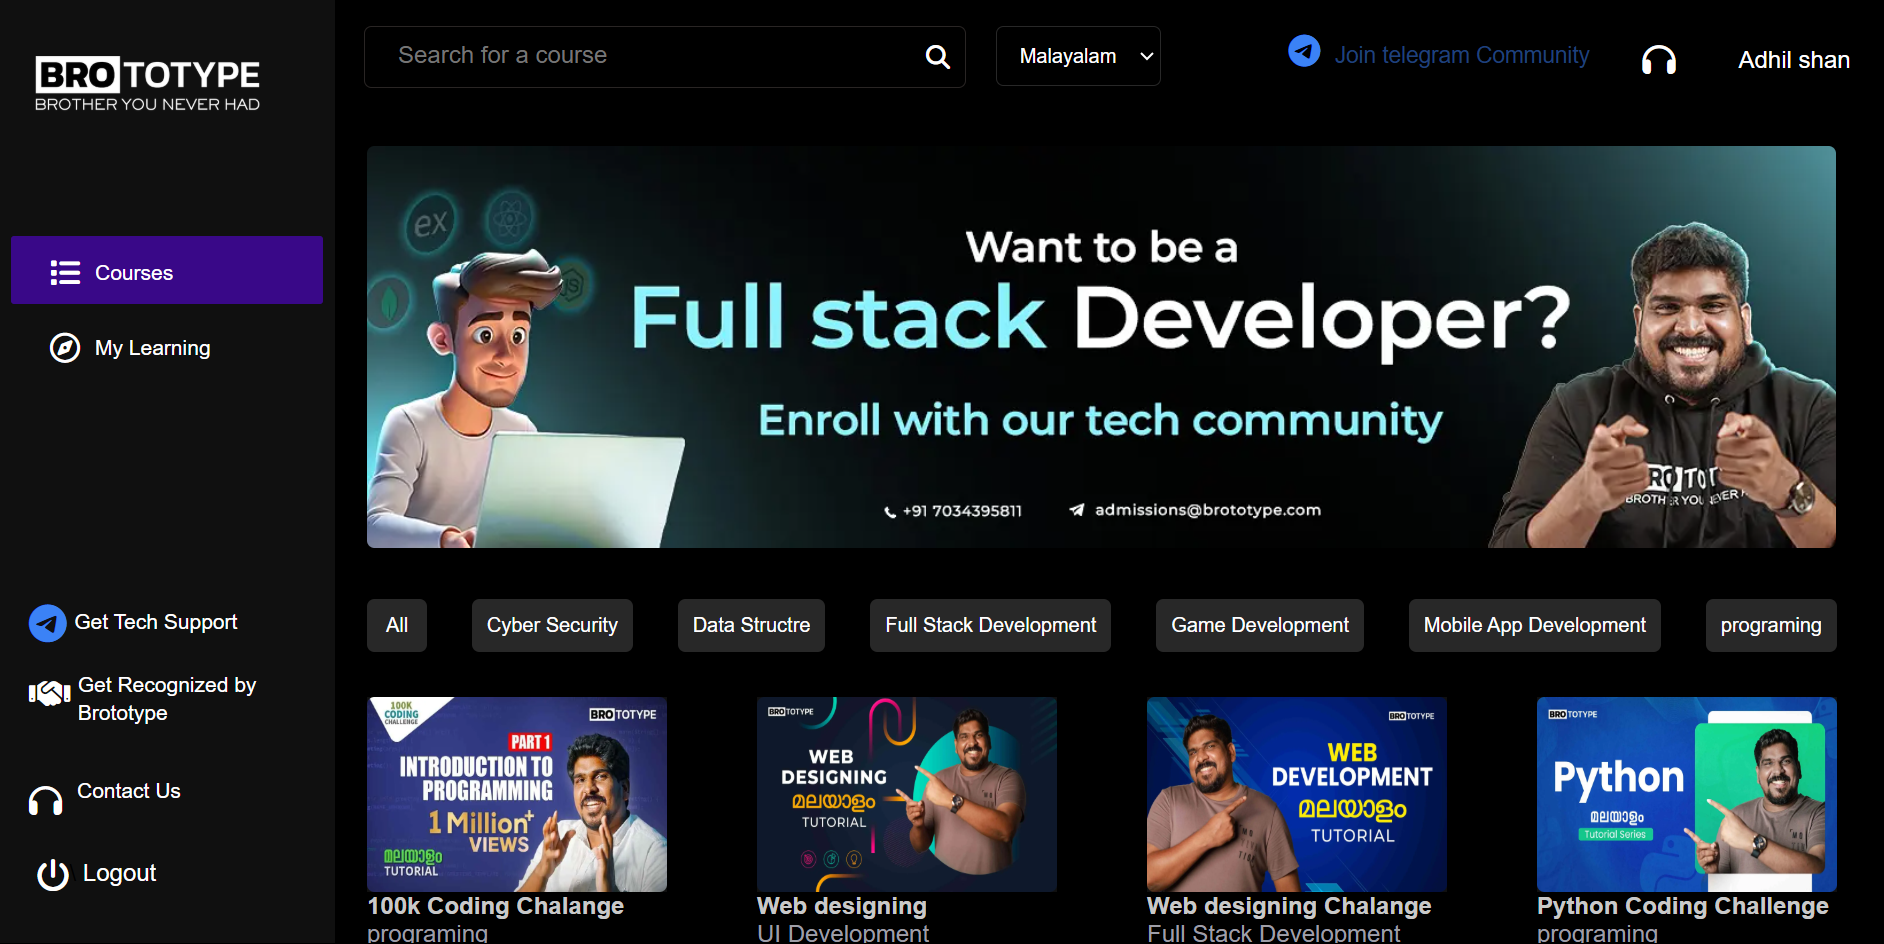 BROTOTYPE
BROTHER YOU NEVER HAD
Search for a course
Malayalam
Join telegram Community
Adhil shan
Courses
My Learning
Get Tech Support
Get Recognized by
Brototype
Contact Us
Logout
ex
JS
Want to be a
Full stack Developer?
Enroll with our tech community
+91 7034395811
admissions@brototype.com
All
Cyber Security
Data Structre
Full Stack Development
Game Development
Mobile App Development
programing
100K
CODING
CHALLENGE
BROTOTYPE
PART 1
INTRODUCTION TO
PROGRAMMING
1 Million+
VIEWS
മലയാളം
TUTORIAL
100k Coding Chalange
programing
BROTOTYPE
WEB
DESIGNING
മലയാളം
TUTORIAL
Web designing
UI Development
BROTOTYPE
WEB
DEVELOPMENT
മലയാളം
TUTORIAL
Web designing Chalange
Full Stack Development
BROTOTYPE
Python
മലയാളം
Tutorial Series
Python Coding Challenge
programing